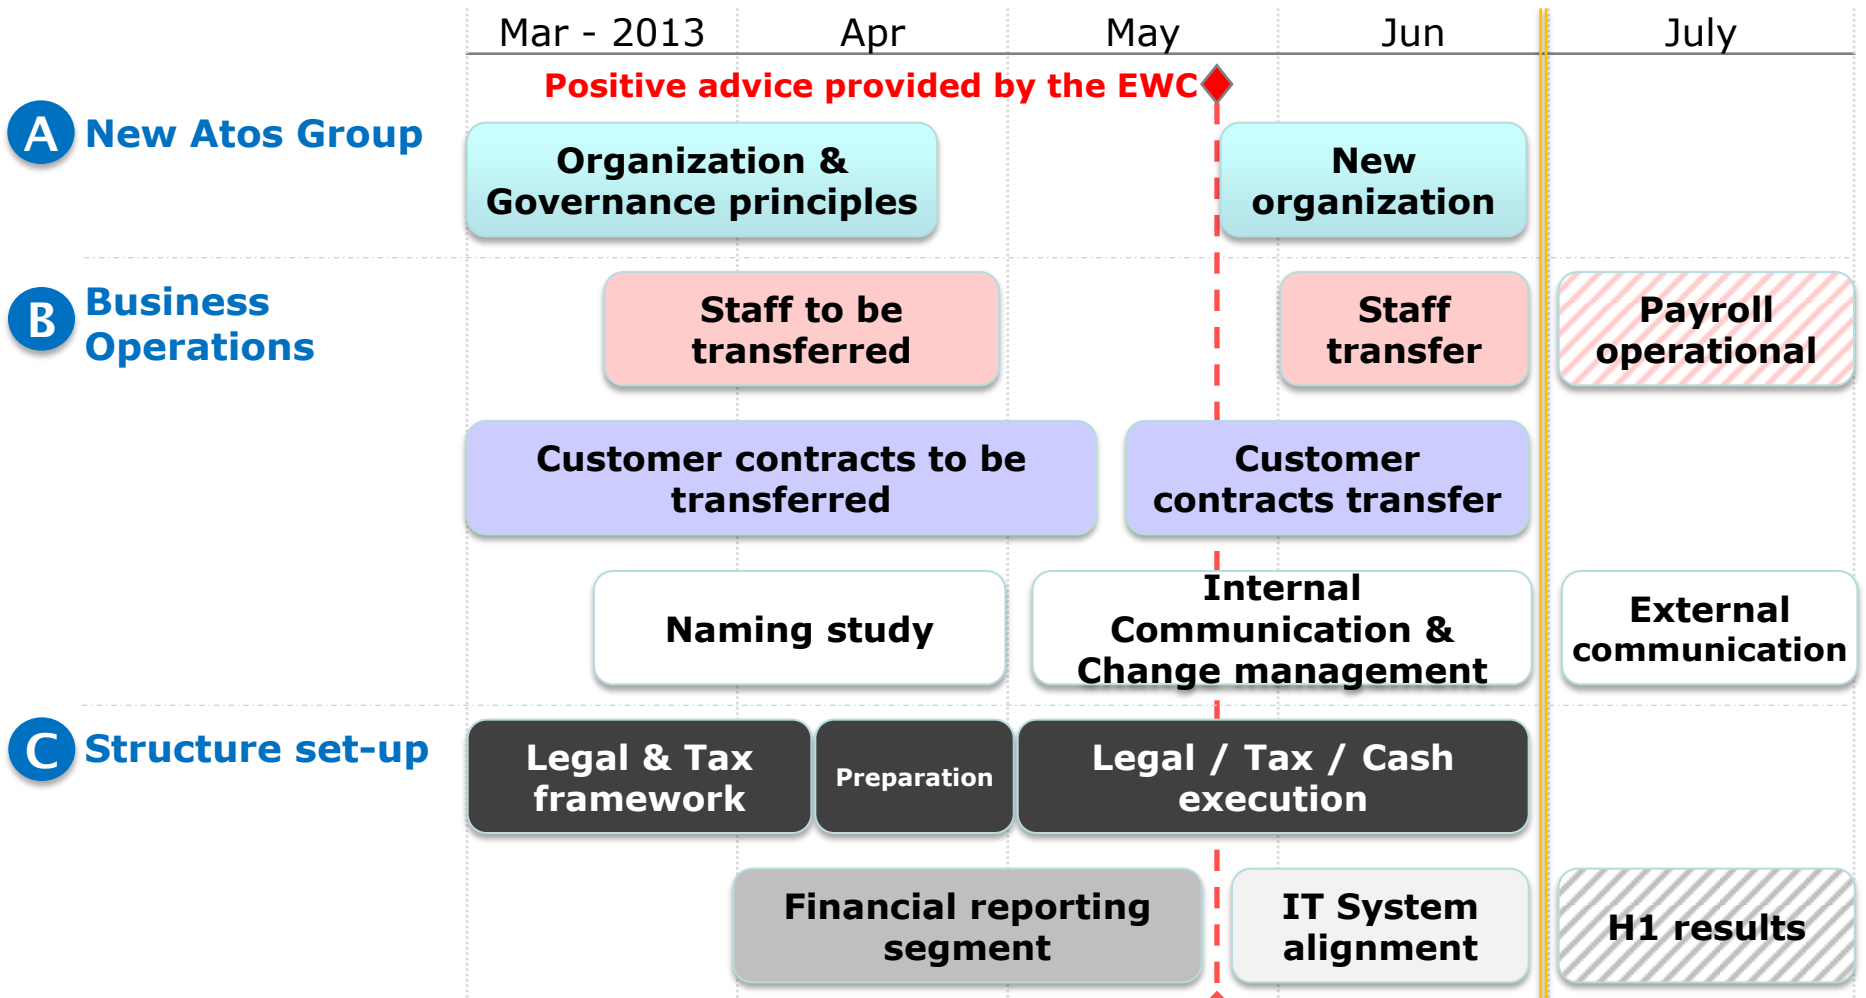 Mar - 2013 Apr May Jun July
Positive advice provided by the EWC
A New Atos Group
Organization &
Governance principles
New
organization
B Business
Operations
Staff to be
transferred
Staff
transfer
Payroll
operational
Customer contracts to be
transferred
Customer
contracts transfer
Naming study
Internal
Communication &
Change management
External
communication
C Structure set-up
Legal & Tax
framework
Preparation
Legal / Tax / Cash
execution
Financial reporting
segment
IT System
alignment
H1 results